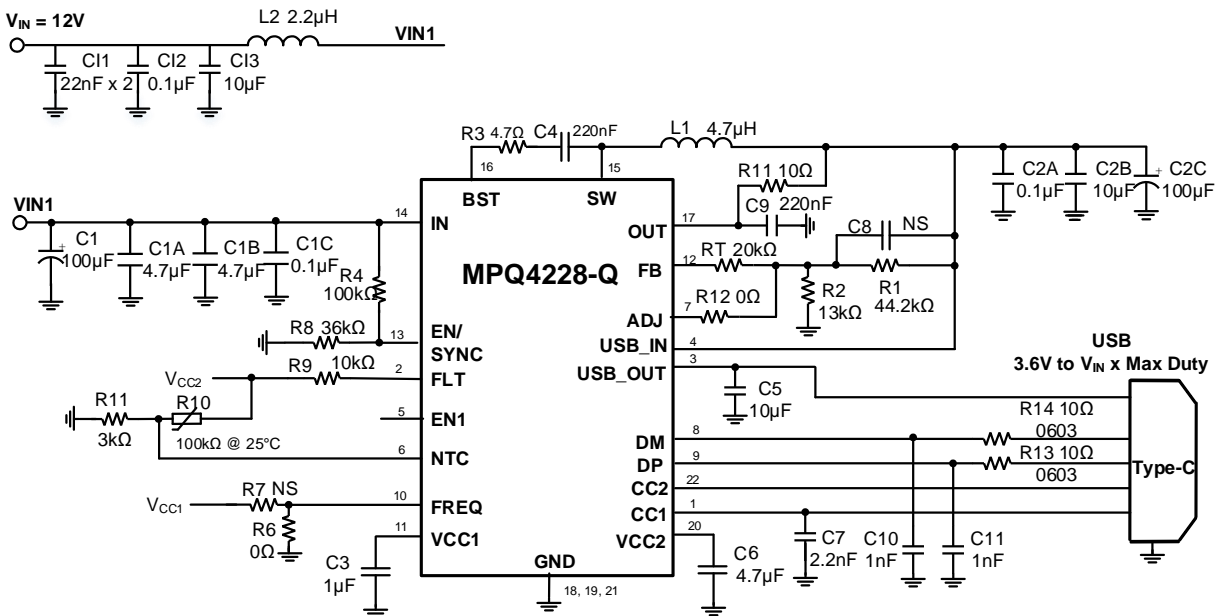 V_IN = 12V
L2 2.2µH
VIN1
CI1
22nF x 2
CI2
0.1µF
CI3
10µF
R3 4.7Ω
C4
220nF
L1 4.7µH
16
15
BST
SW
R11 10Ω
C9 220nF
17
OUT
C2A
0.1µF
C2B
10µF
+ C2C
100µF
VIN1
14
IN
+ C1
100µF
C1A
4.7µF
C1B
4.7µF
C1C
0.1µF
R4
100kΩ
MPQ4228-Q
C8 NS
12
FB
RT 20kΩ
R2
13kΩ
R1
44.2kΩ
7
ADJ
R12 0Ω
R8 36kΩ
13
EN/
SYNC
USB_IN
4
3
USB_OUT
USB
3.6V to V_IN x Max Duty
V_CC2
R9
10kΩ
2
FLT
C5
10µF
R11
3kΩ
R10
100kΩ @ 25°C
5
EN1
6
NTC
R14 10Ω
0603
R13 10Ω
0603
Type-C
8
DM
9
DP
22
CC2
1
CC1
20
VCC2
V_CC1
R7 NS
10
FREQ
R6
0Ω
11
VCC1
C3
1µF
GND
18, 19, 21
C6
4.7µF
C7
2.2nF
C10
1nF
C11
1nF